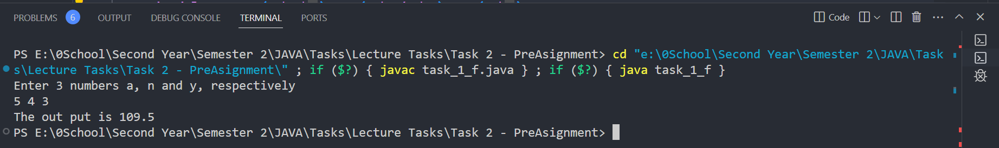 PROBLEMS 6 OUTPUT DEBUG CONSOLE TERMINAL PORTS Code
PS E:\0School\Second Year\Semester 2\JAVA\Tasks\Lecture Tasks\Task 2 - PreAsignment> cd "e:\0School\Second Year\Semester 2\JAVA\Task
s\Lecture Tasks\Task 2 - PreAsignment\" ; if ($?) { javac task_1_f.java } ; if ($?) { java task_1_f }
Enter 3 numbers a, n and y, respectively
5 4 3
The out put is 109.5
PS E:\0School\Second Year\Semester 2\JAVA\Tasks\Lecture Tasks\Task 2 - PreAsignment>